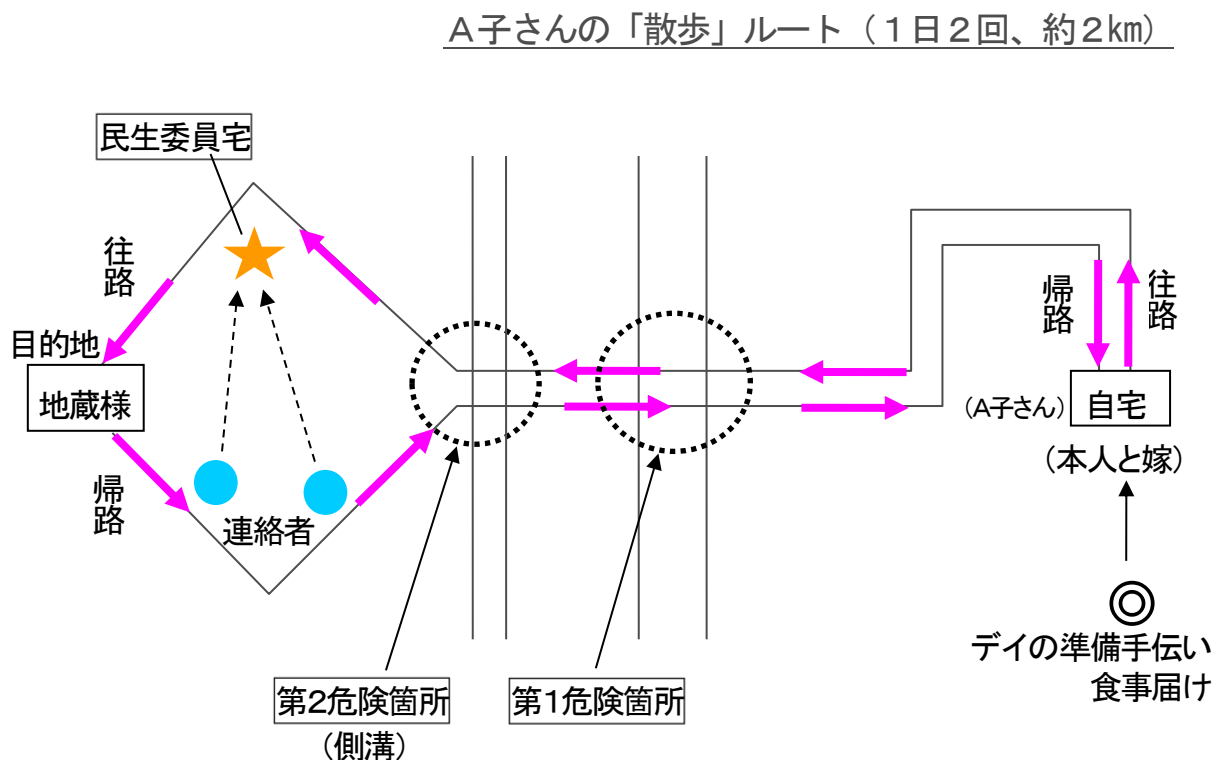 A子さんの「散歩」ルート（1日2回、約2㎞）
民生委員宅
往路
目的地
地蔵様
帰路
連絡者
帰路
往路
（A子さん）
自宅
（本人と嫁）
デイの準備手伝い
食事届け
第2危険箇所
（側溝）
第1危険箇所